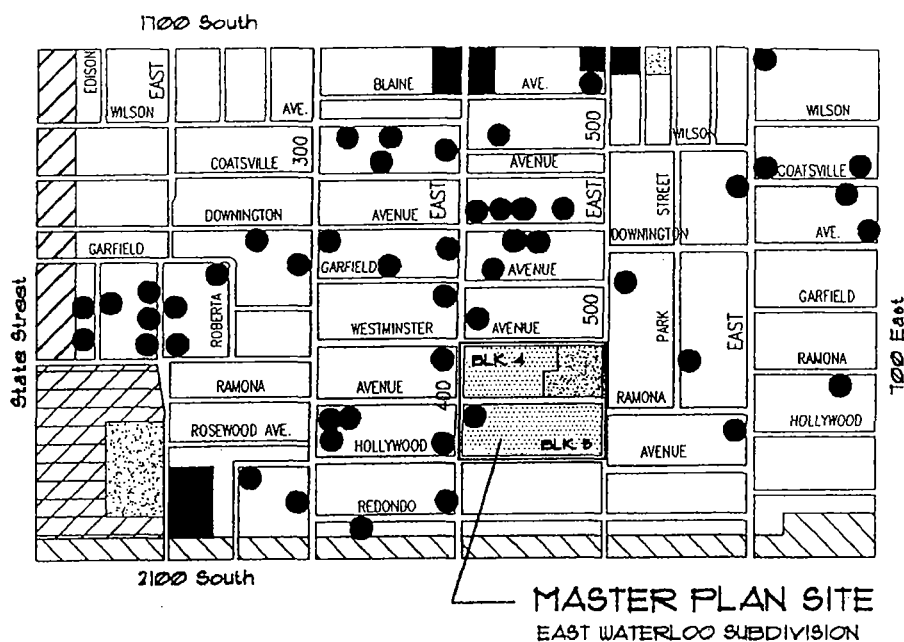 1700 South
EDISON
EAST
BLAINE
AVE.
WILSON
AVE.
500
WILSON
WILSON
COATSVILLE
300
AVENUE
COATSVILLE
DOWNINGTON
AVENUE
EAST
EAST
STREET
DOWNINGTON
AVE.
GARFIELD
GARFIELD
AVENUE
ROBERTA
WESTMINSTER
AVENUE
500
PARK
EAST
GARFIELD
State Street
RAMONA
AVENUE
400
BLK 4
RAMONA
RAMONA
700 East
ROSEWOOD AVE.
HOLLYWOOD
BLK 5
AVENUE
HOLLYWOOD
REDONDO
2100 South
MASTER PLAN SITE
EAST WATERLOO SUBDIVISION